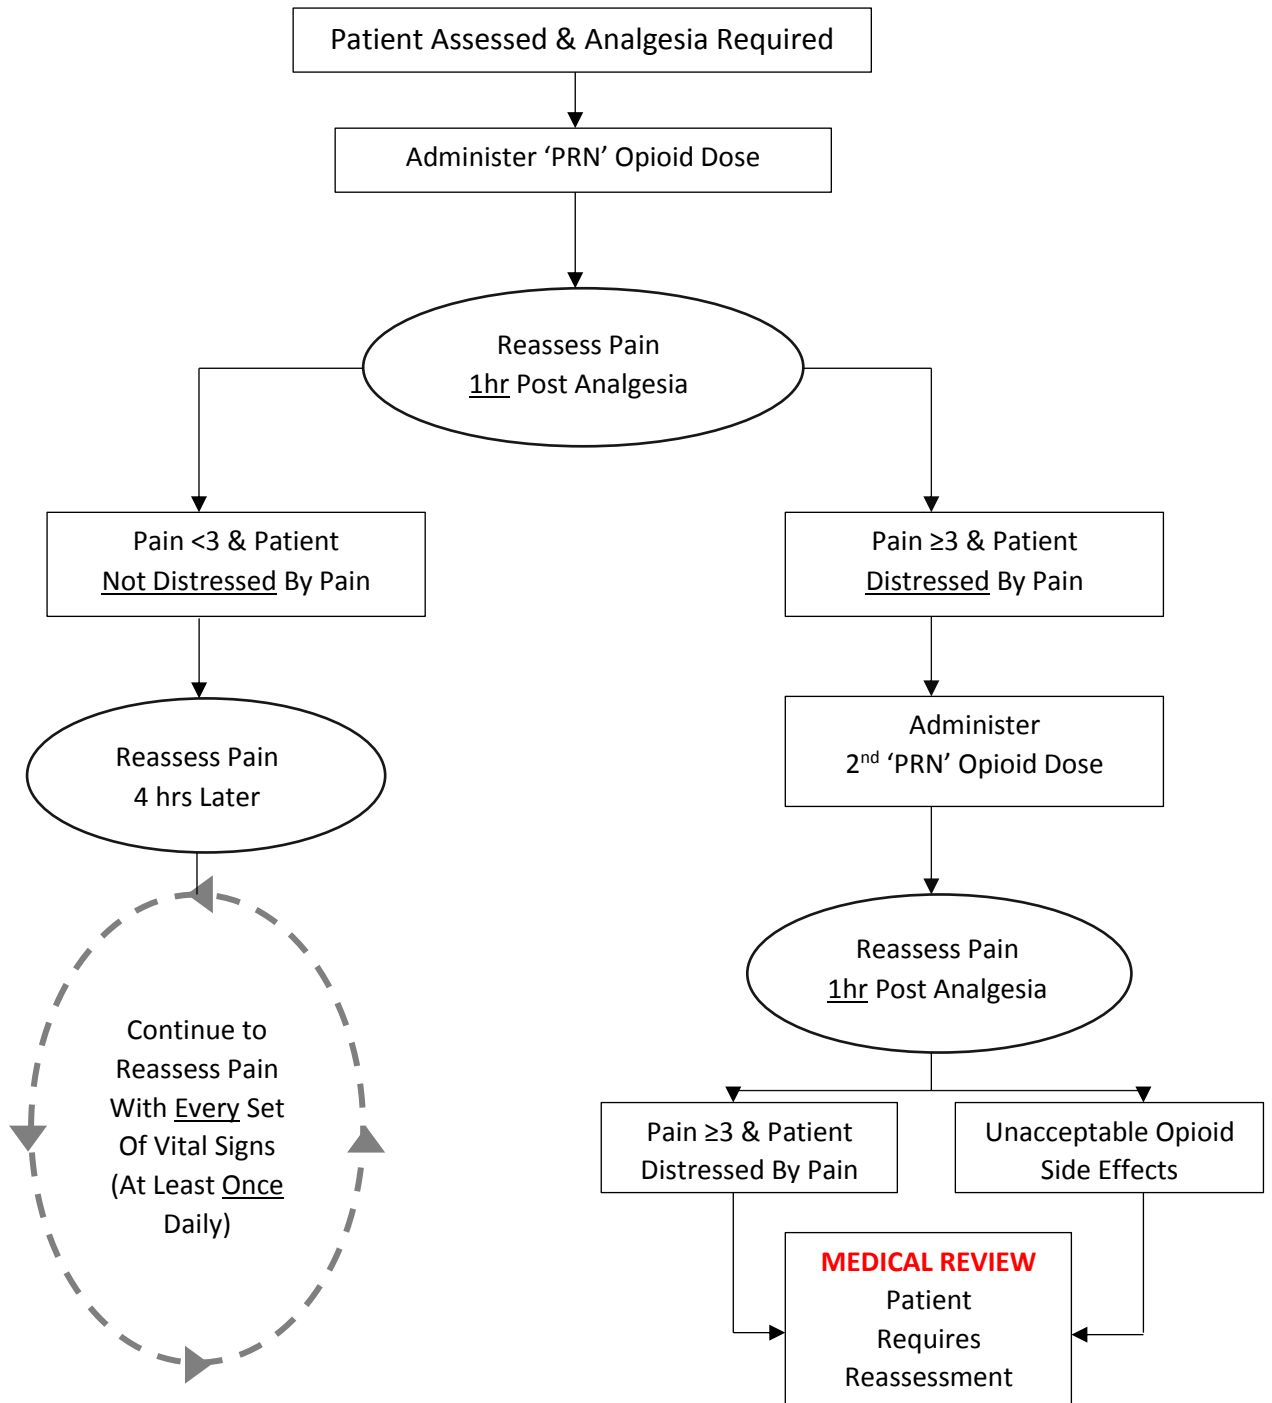 Patient Assessed & Analgesia Required
Administer ‘PRN’ Opioid Dose
Reassess Pain
1hr Post Analgesia
Pain <3 & Patient
Not Distressed By Pain
Pain ≥3 & Patient
Distressed By Pain
Reassess Pain
4 hrs Later
Administer
2nd ‘PRN’ Opioid Dose
Continue to
Reassess Pain
With Every Set
Of Vital Signs
(At Least Once
Daily)
Reassess Pain
1hr Post Analgesia
Pain ≥3 & Patient
Distressed By Pain
Unacceptable Opioid
Side Effects
MEDICAL REVIEW
Patient
Requires
Reassessment